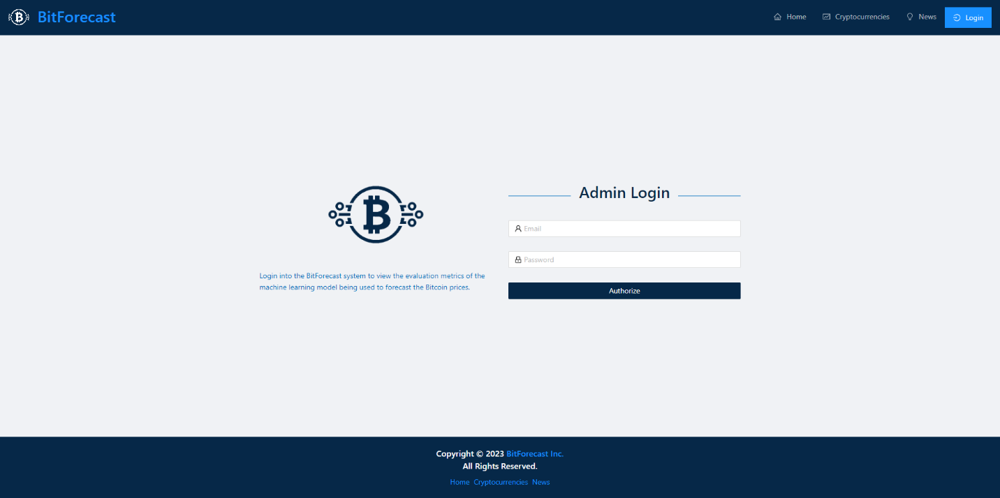 BitForecast
Home Cryptocurrencies News Login
Admin Login
Email
Password
Login into the BitForecast system to view the evaluation metrics of the
machine learning model being used to forecast the Bitcoin prices.
Authorize
Copyright © 2023 BitForecast Inc.
All Rights Reserved.
Home Cryptocurrencies News